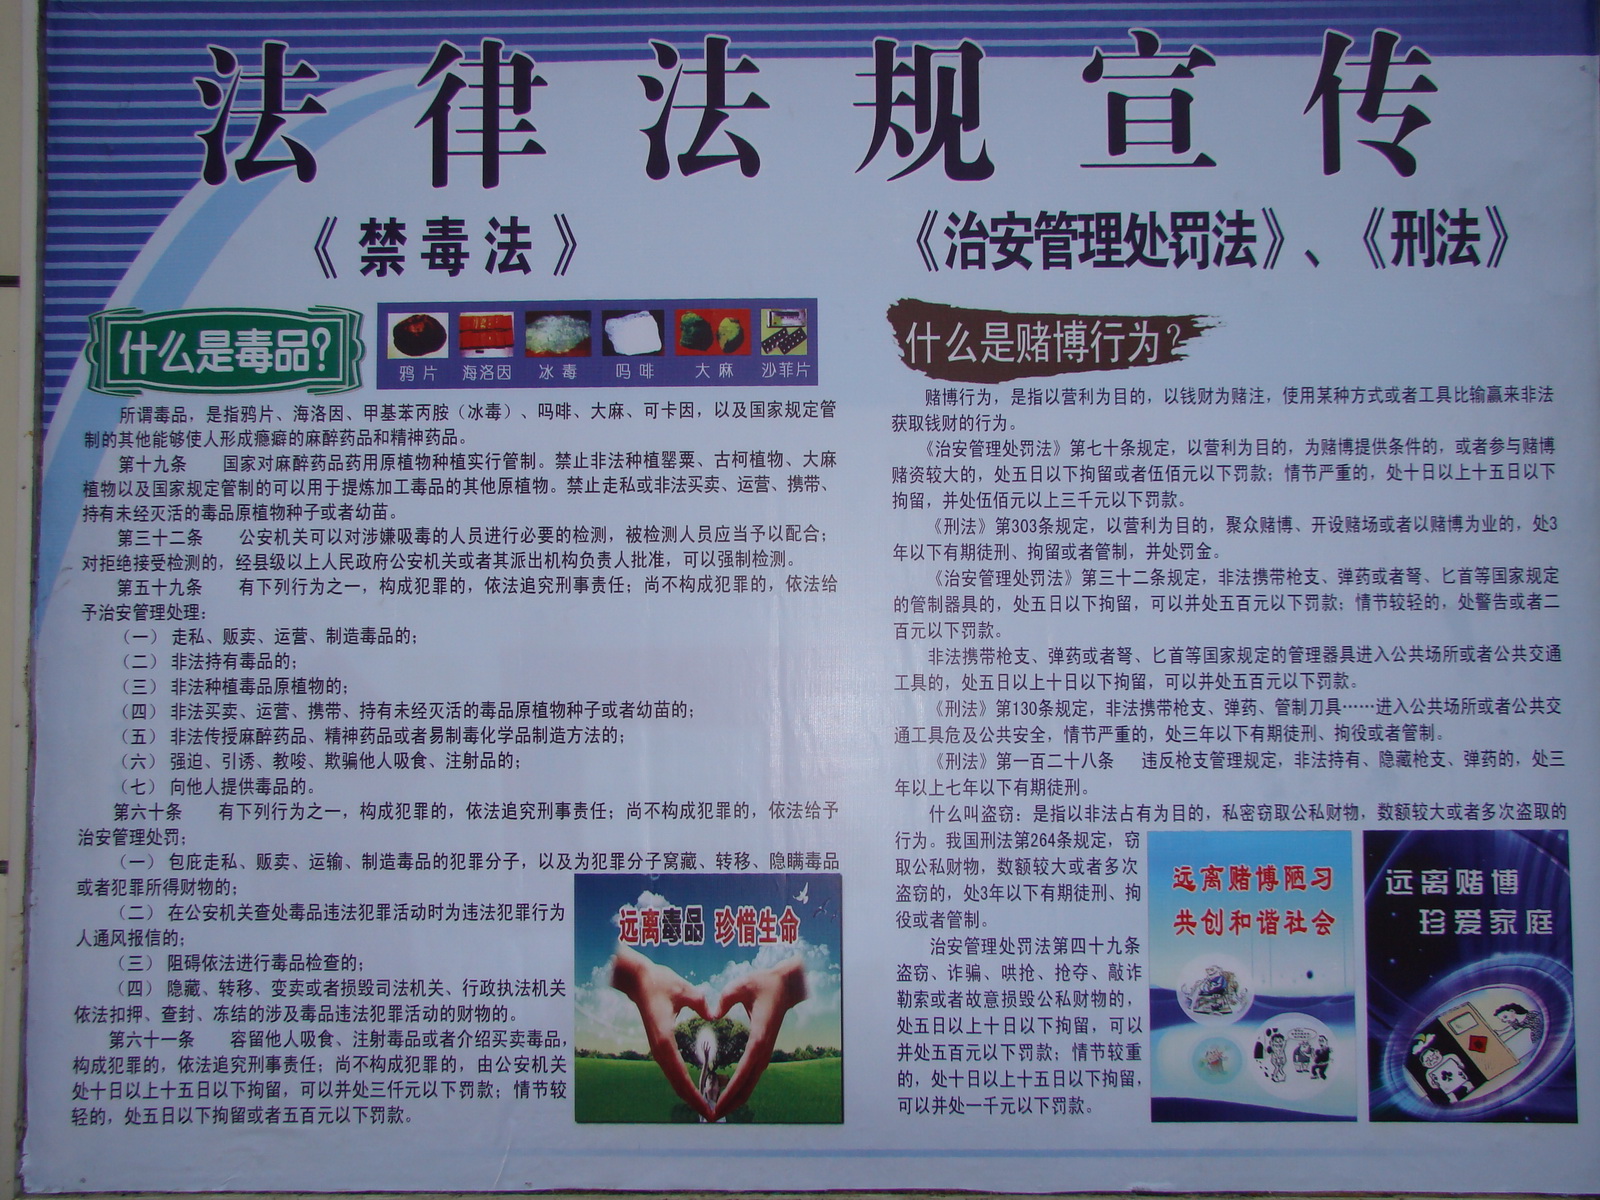 法律法规宣传
《禁毒法》
什么是毒品?
鸦片 海洛因 冰毒 吗啡 大麻 沙菲片
所谓毒品，是指鸦片、海洛因、甲基苯丙胺（冰毒）、吗啡、大麻、可卡因，以及国家规定管
制的其他能够使人形成瘾癖的麻醉药品和精神药品。
第十九条 国家对麻醉药品药用原植物种植实行管制。禁止非法种植罂粟、古柯植物、大麻
植物以及国家规定管制的可以用于提炼加工毒品的其他原植物。禁止走私或非法买卖、运营、携带、
持有未经灭活的毒品原植物种子或者幼苗。
第三十二条 公安机关可以对涉嫌吸毒的人员进行必要的检测，被检测人员应当予以配合；
对拒绝接受检测的，经县级以上人民政府公安机关或者其派出机构负责人批准，可以强制检测。
第五十九条 有下列行为之一，构成犯罪的，依法追究刑事责任；尚不构成犯罪的，依法给
予治安管理处理：
（一） 走私、贩卖、运营、制造毒品的；
（二） 非法持有毒品的；
（三） 非法种植毒品原植物的；
（四） 非法买卖、运营、携带、持有未经灭活的毒品原植物种子或者幼苗的；
（五） 非法传授麻醉药品、精神药品或者易制毒化学品制造方法的；
（六） 强迫、引诱、教唆、欺骗他人吸食、注射品的；
（七） 向他人提供毒品的。
第六十条 有下列行为之一，构成犯罪的，依法追究刑事责任；尚不构成犯罪的，依法给予
治安管理处罚；
（一） 包庇走私、贩卖、运输、制造毒品的犯罪分子，以及为犯罪分子窝藏、转移、隐瞒毒品
或者犯罪所得财物的；
（二） 在公安机关查处毒品违法犯罪活动时为违法犯罪行为
人通风报信的；
（三） 阻碍依法进行毒品检查的；
（四） 隐藏、转移、变卖或者损毁司法机关、行政执法机关
依法扣押、查封、冻结的涉及毒品违法犯罪活动的财物的。
第六十一条 容留他人吸食、注射毒品或者介绍买卖毒品，
构成犯罪的，依法追究刑事责任；尚不构成犯罪的，由公安机关
处十日以上十五日以下拘留，可以并处三仟元以下罚款；情节较
轻的，处五日以下拘留或者五百元以下罚款。
远离毒品 珍惜生命
《治安管理处罚法》、《刑法》
什么是赌博行为?
赌博行为，是指以营利为目的，以钱财为赌注，使用某种方式或者工具比输赢来非法
获取钱财的行为。
《治安管理处罚法》第七十条规定，以营利为目的，为赌博提供条件的，或者参与赌博
赌资较大的，处五日以下拘留或者伍佰元以下罚款；情节严重的，处十日以上十五日以下
拘留，并处伍佰元以上三千元以下罚款。
《刑法》第303条规定，以营利为目的，聚众赌博、开设赌场或者以赌博为业的，处3
年以下有期徒刑、拘留或者管制，并处罚金。
《治安管理处罚法》第三十二条规定，非法携带枪支、弹药或者弩、匕首等国家规定
的管制器具的，处五日以下拘留，可以并处五百元以下罚款；情节较轻的，处警告或者二
百元以下罚款。
非法携带枪支、弹药或者弩、匕首等国家规定的管理器具进入公共场所或者公共交通
工具的，处五日以上十日以下拘留，可以并处五百元以下罚款。
《刑法》第130条规定，非法携带枪支、弹药、管制刀具……进入公共场所或者公共交
通工具危及公共安全，情节严重的，处三年以下有期徒刑、拘役或者管制。
《刑法》第一百二十八条 违反枪支管理规定，非法持有、隐藏枪支、弹药的，处三
年以上七年以下有期徒刑。
什么叫盗窃：是指以非法占有为目的，私密窃取公私财物，数额较大或者多次盗取的
行为。我国刑法第264条规定，窃
取公私财物，数额较大或者多次
盗窃的，处3年以下有期徒刑、拘
役或者管制。
治安管理处罚法第四十九条
盗窃、诈骗、哄抢、抢夺、敲诈
勒索或者故意损毁公私财物的，
处五日以上十日以下拘留，可以
并处五百元以下罚款；情节较重
的，处十日以上十五日以下拘留，
可以并处一千元以下罚款。
远离赌博陋习
共创和谐社会
远离赌博
珍爱家庭